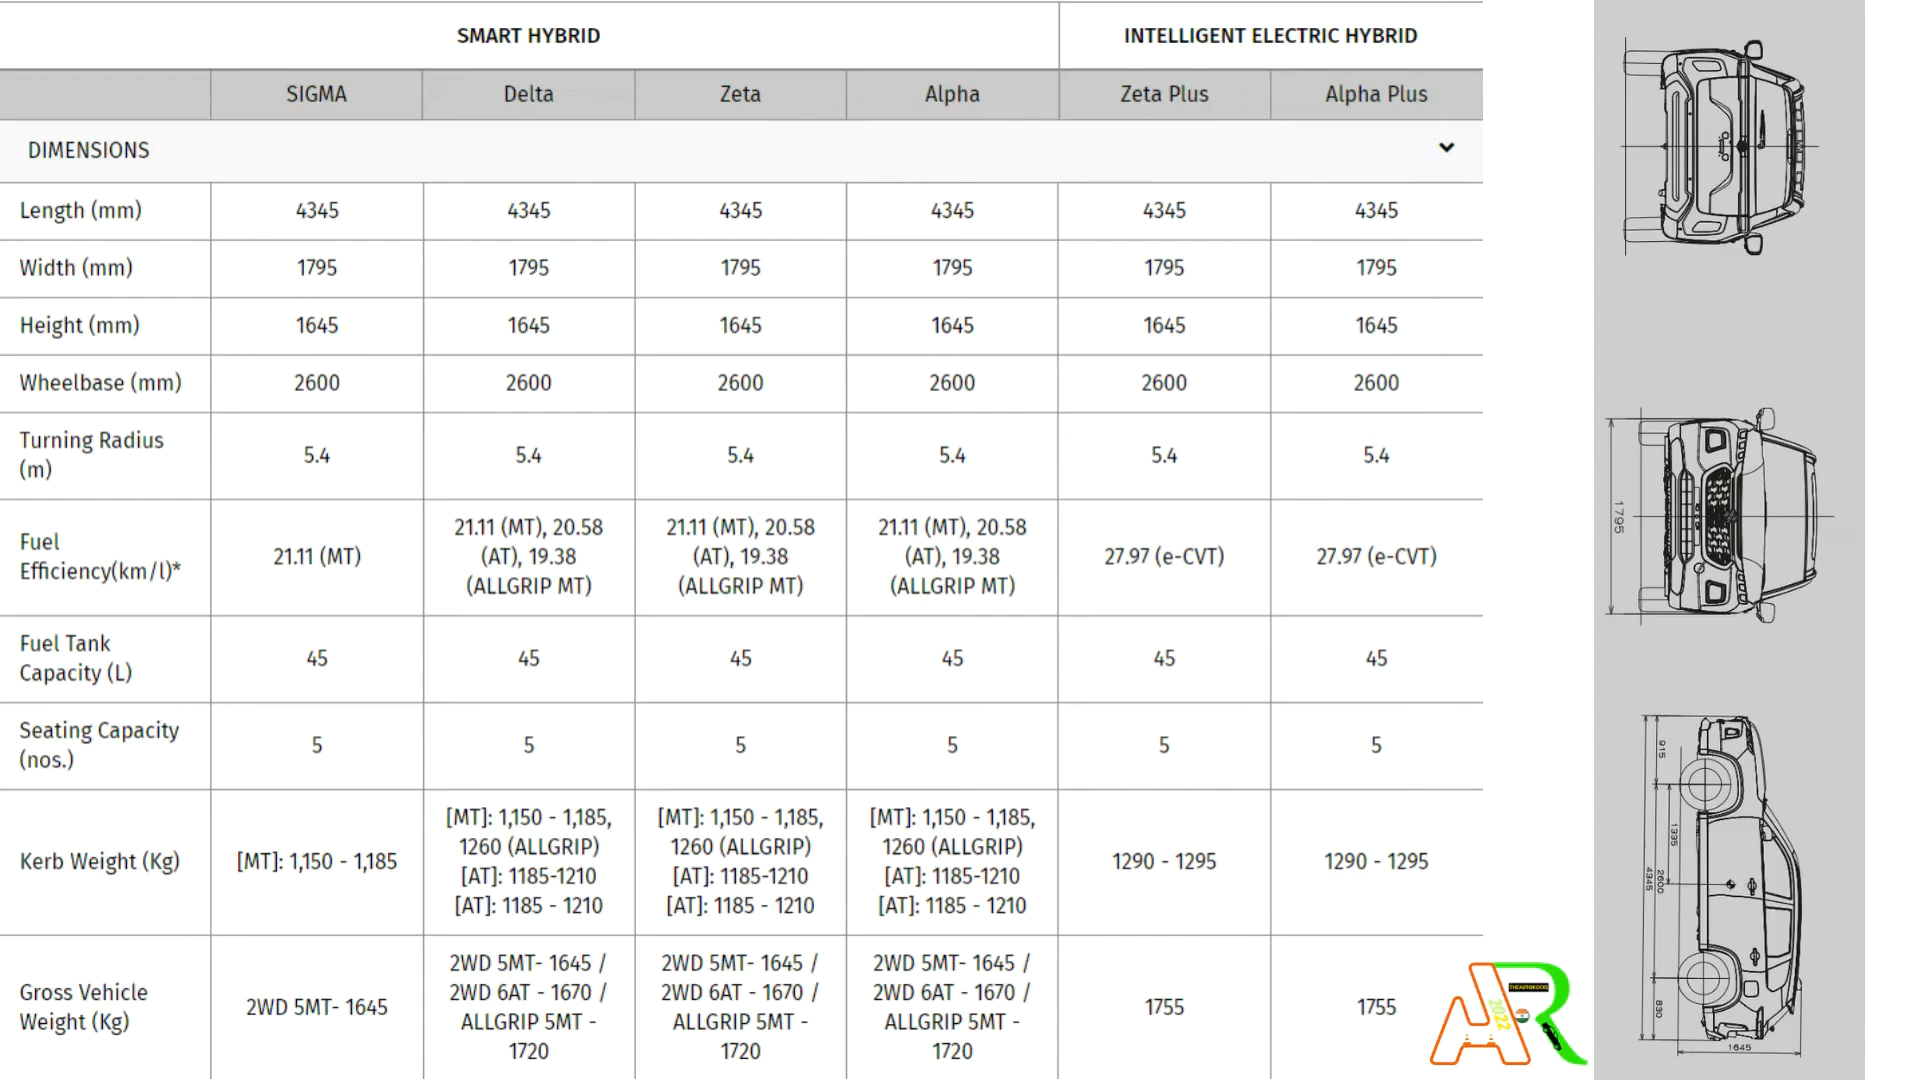 SMART HYBRID INTELLIGENT ELECTRIC HYBRID
SIGMA Delta Zeta Alpha Zeta Plus Alpha Plus
DIMENSIONS
Length (mm) 4345 4345 4345 4345 4345 4345
Width (mm) 1795 1795 1795 1795 1795 1795
Height (mm) 1645 1645 1645 1645 1645 1645
Wheelbase (mm) 2600 2600 2600 2600 2600 2600
Turning Radius
(m) 5.4 5.4 5.4 5.4 5.4 5.4
Fuel
Efficiency(km/l)*
21.11 (MT)
21.11 (MT), 20.58
(AT), 19.38
(ALLGRIP MT)
21.11 (MT), 20.58
(AT), 19.38
(ALLGRIP MT)
21.11 (MT), 20.58
(AT), 19.38
(ALLGRIP MT)
27.97 (e-CVT)
27.97 (e-CVT)
Fuel Tank
Capacity (L) 45 45 45 45 45 45
Seating Capacity
(nos.) 5 5 5 5 5 5
Kerb Weight (Kg)
[MT]: 1,150 - 1,185
[MT]: 1,150 - 1,185,
1260 (ALLGRIP)
[AT]: 1185-1210
[AT]: 1185 - 1210
[MT]: 1,150 - 1,185,
1260 (ALLGRIP)
[AT]: 1185-1210
[AT]: 1185 - 1210
[MT]: 1,150 - 1,185,
1260 (ALLGRIP)
[AT]: 1185-1210
[AT]: 1185 - 1210
1290 - 1295
1290 - 1295
Gross Vehicle
Weight (Kg)
2WD 5MT- 1645
2WD 5MT- 1645 /
2WD 6AT - 1670 /
ALLGRIP 5MT -
1720
2WD 5MT- 1645 /
2WD 6AT - 1670 /
ALLGRIP 5MT -
1720
2WD 5MT- 1645 /
2WD 6AT - 1670 /
ALLGRIP 5MT -
1720
1755
1755
1795
915
1335
2600
4345
830
1645
AR
THEAUTOROCKS
2022